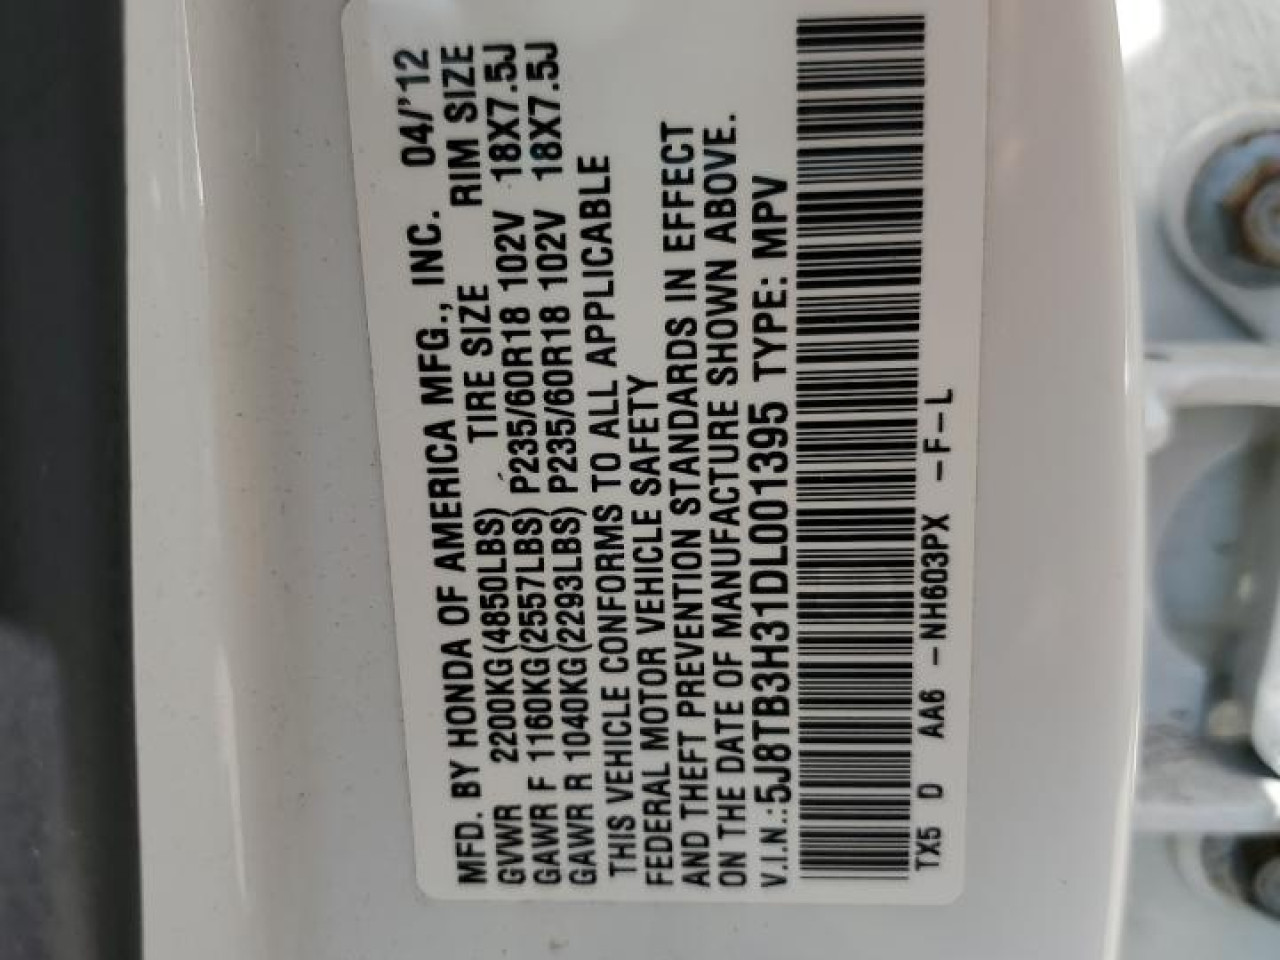 MFD. BY HONDA OF AMERICA MFG., INC. 04/'12
GVWR 2200KG(4850LBS) TIRE SIZE RIM SIZE
GAWR F 1160KG(2557LBS) P235/60R18 102V 18X7.5J
GAWR R 1040KG(2293LBS) P235/60R18 102V 18X7.5J
THIS VEHICLE CONFORMS TO ALL APPLICABLE
FEDERAL MOTOR VEHICLE SAFETY
AND THEFT PREVENTION STANDARDS IN EFFECT
ON THE DATE OF MANUFACTURE SHOWN ABOVE.
V.I.N.:5J8TB3H31DL001395 TYPE: MPV
TX5 D AA6 -NH603PX -F-L